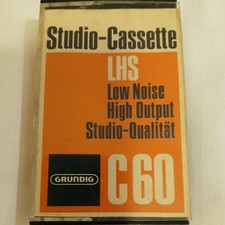 Studio-Cassette
LHS
Low Noise
High Output
Studio-Qualität
GRUNDIG
C60